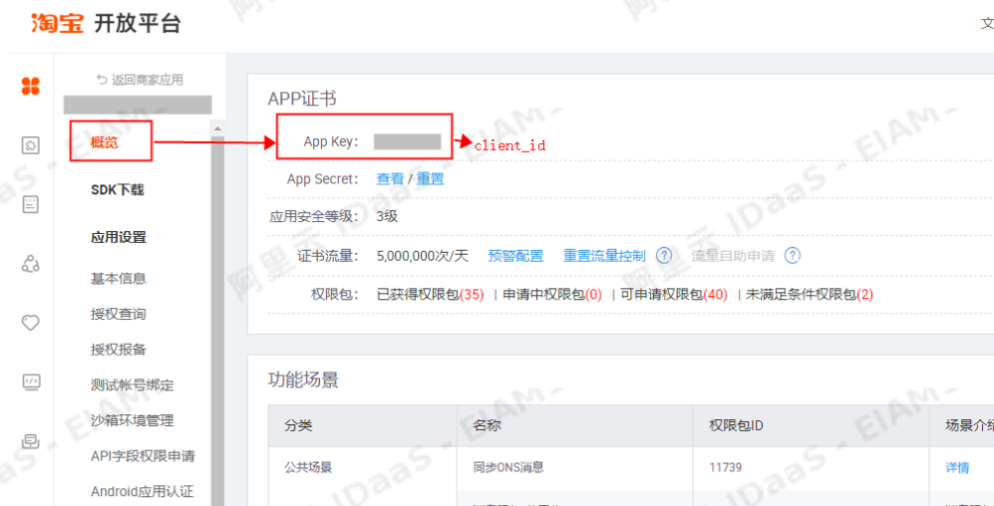 淘宝 开放平台
文
返回商家应用
概览
SDK下载
应用设置
基本信息
授权查询
授权报备
测试帐号绑定
沙箱环境管理
API字段权限申请
Android应用认证
APP证书
App Key:
client_id
App Secret: 查看 / 重置
应用安全等级: 3级
证书流量: 5,000,000次/天 预警配置 重置流量控制 ? 流量自助申请 ?
权限包: 已获得权限包(35) | 申请中权限包(0) | 可申请权限包(40) | 未满足条件权限包(2)
功能场景
分类 名称 权限包ID 场景介绍
公共场景 同步ONS消息 11739 详情
阿里云 IDaaS - EIAM